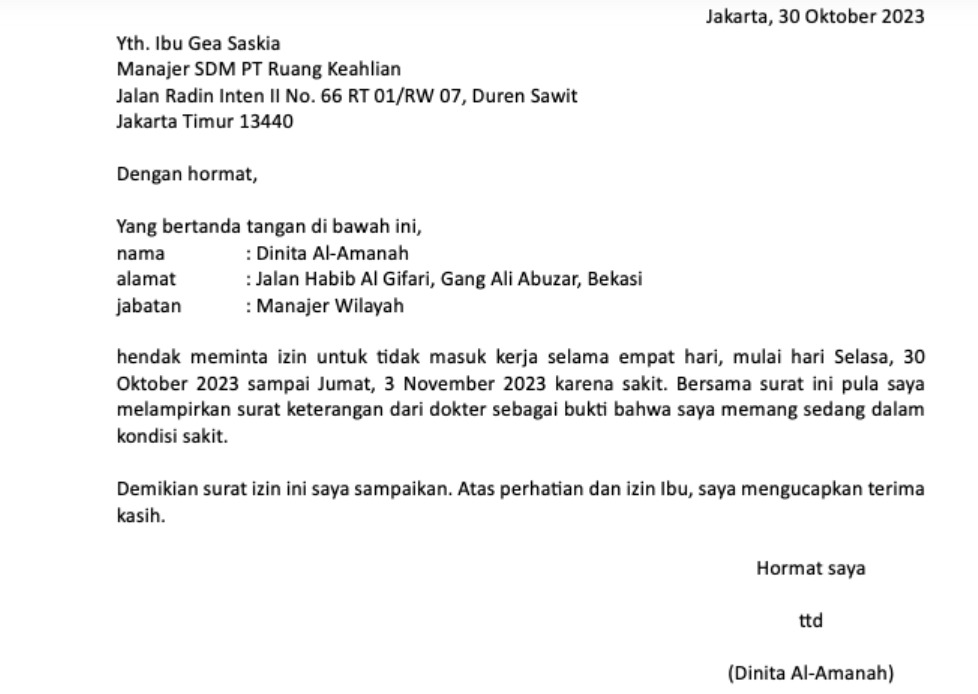 Jakarta, 30 Oktober 2023
Yth. Ibu Gea Saskia
Manajer SDM PT Ruang Keahlian
Jalan Radin Inten II No. 66 RT 01/RW 07, Duren Sawit
Jakarta Timur 13440
Dengan hormat,
Yang bertanda tangan di bawah ini,
nama : Dinita Al-Amanah
alamat : Jalan Habib Al Gifari, Gang Ali Abuzar, Bekasi
jabatan : Manajer Wilayah
hendak meminta izin untuk tidak masuk kerja selama empat hari, mulai hari Selasa, 30
Oktober 2023 sampai Jumat, 3 November 2023 karena sakit. Bersama surat ini pula saya
melampirkan surat keterangan dari dokter sebagai bukti bahwa saya memang sedang dalam
kondisi sakit.
Demikian surat izin ini saya sampaikan. Atas perhatian dan izin Ibu, saya mengucapkan terima
kasih.
Hormat saya
ttd
(Dinita Al-Amanah)